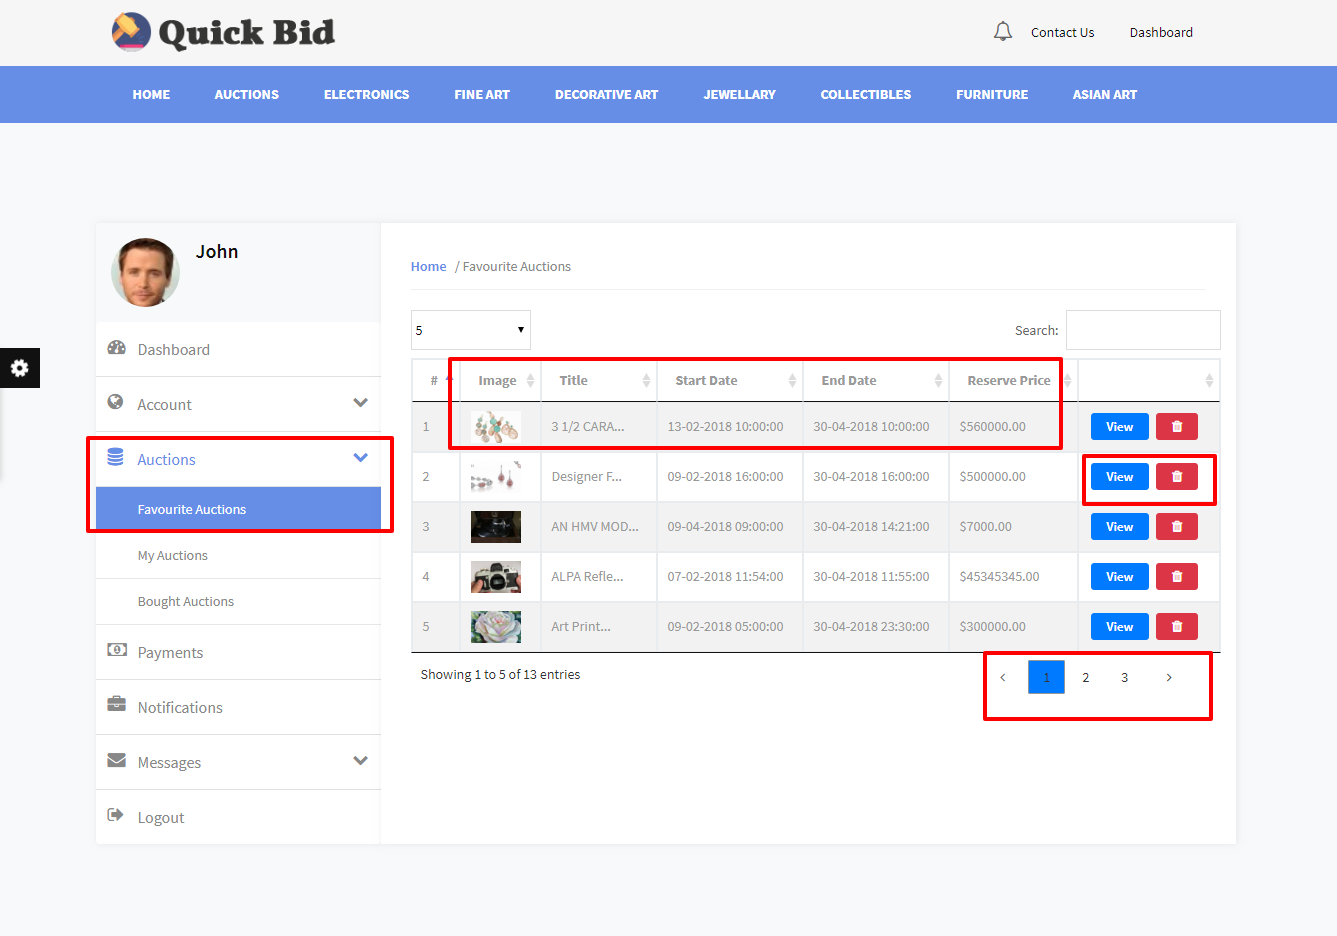 Quick Bid
Contact Us Dashboard
HOME AUCTIONS ELECTRONICS FINE ART DECORATIVE ART JEWELLARY COLLECTIBLES FURNITURE ASIAN ART
John
Dashboard
Account
Auctions
Favourite Auctions
My Auctions
Bought Auctions
Payments
Notifications
Messages
Logout
Home / Favourite Auctions
5 Search:
# Image Title Start Date End Date Reserve Price
1 3 1/2 CARA... 13-02-2018 10:00:00 30-04-2018 10:00:00 $560000.00 View
2 Designer F... 09-02-2018 16:00:00 30-04-2018 16:00:00 $500000.00 View
3 AN HMV MOD... 09-04-2018 09:00:00 30-04-2018 14:21:00 $7000.00 View
4 ALPA Refle... 07-02-2018 11:54:00 30-04-2018 11:55:00 $45345345.00 View
5 Art Print... 09-02-2018 05:00:00 30-04-2018 23:30:00 $300000.00 View
Showing 1 to 5 of 13 entries
‹ 1 2 3 ›